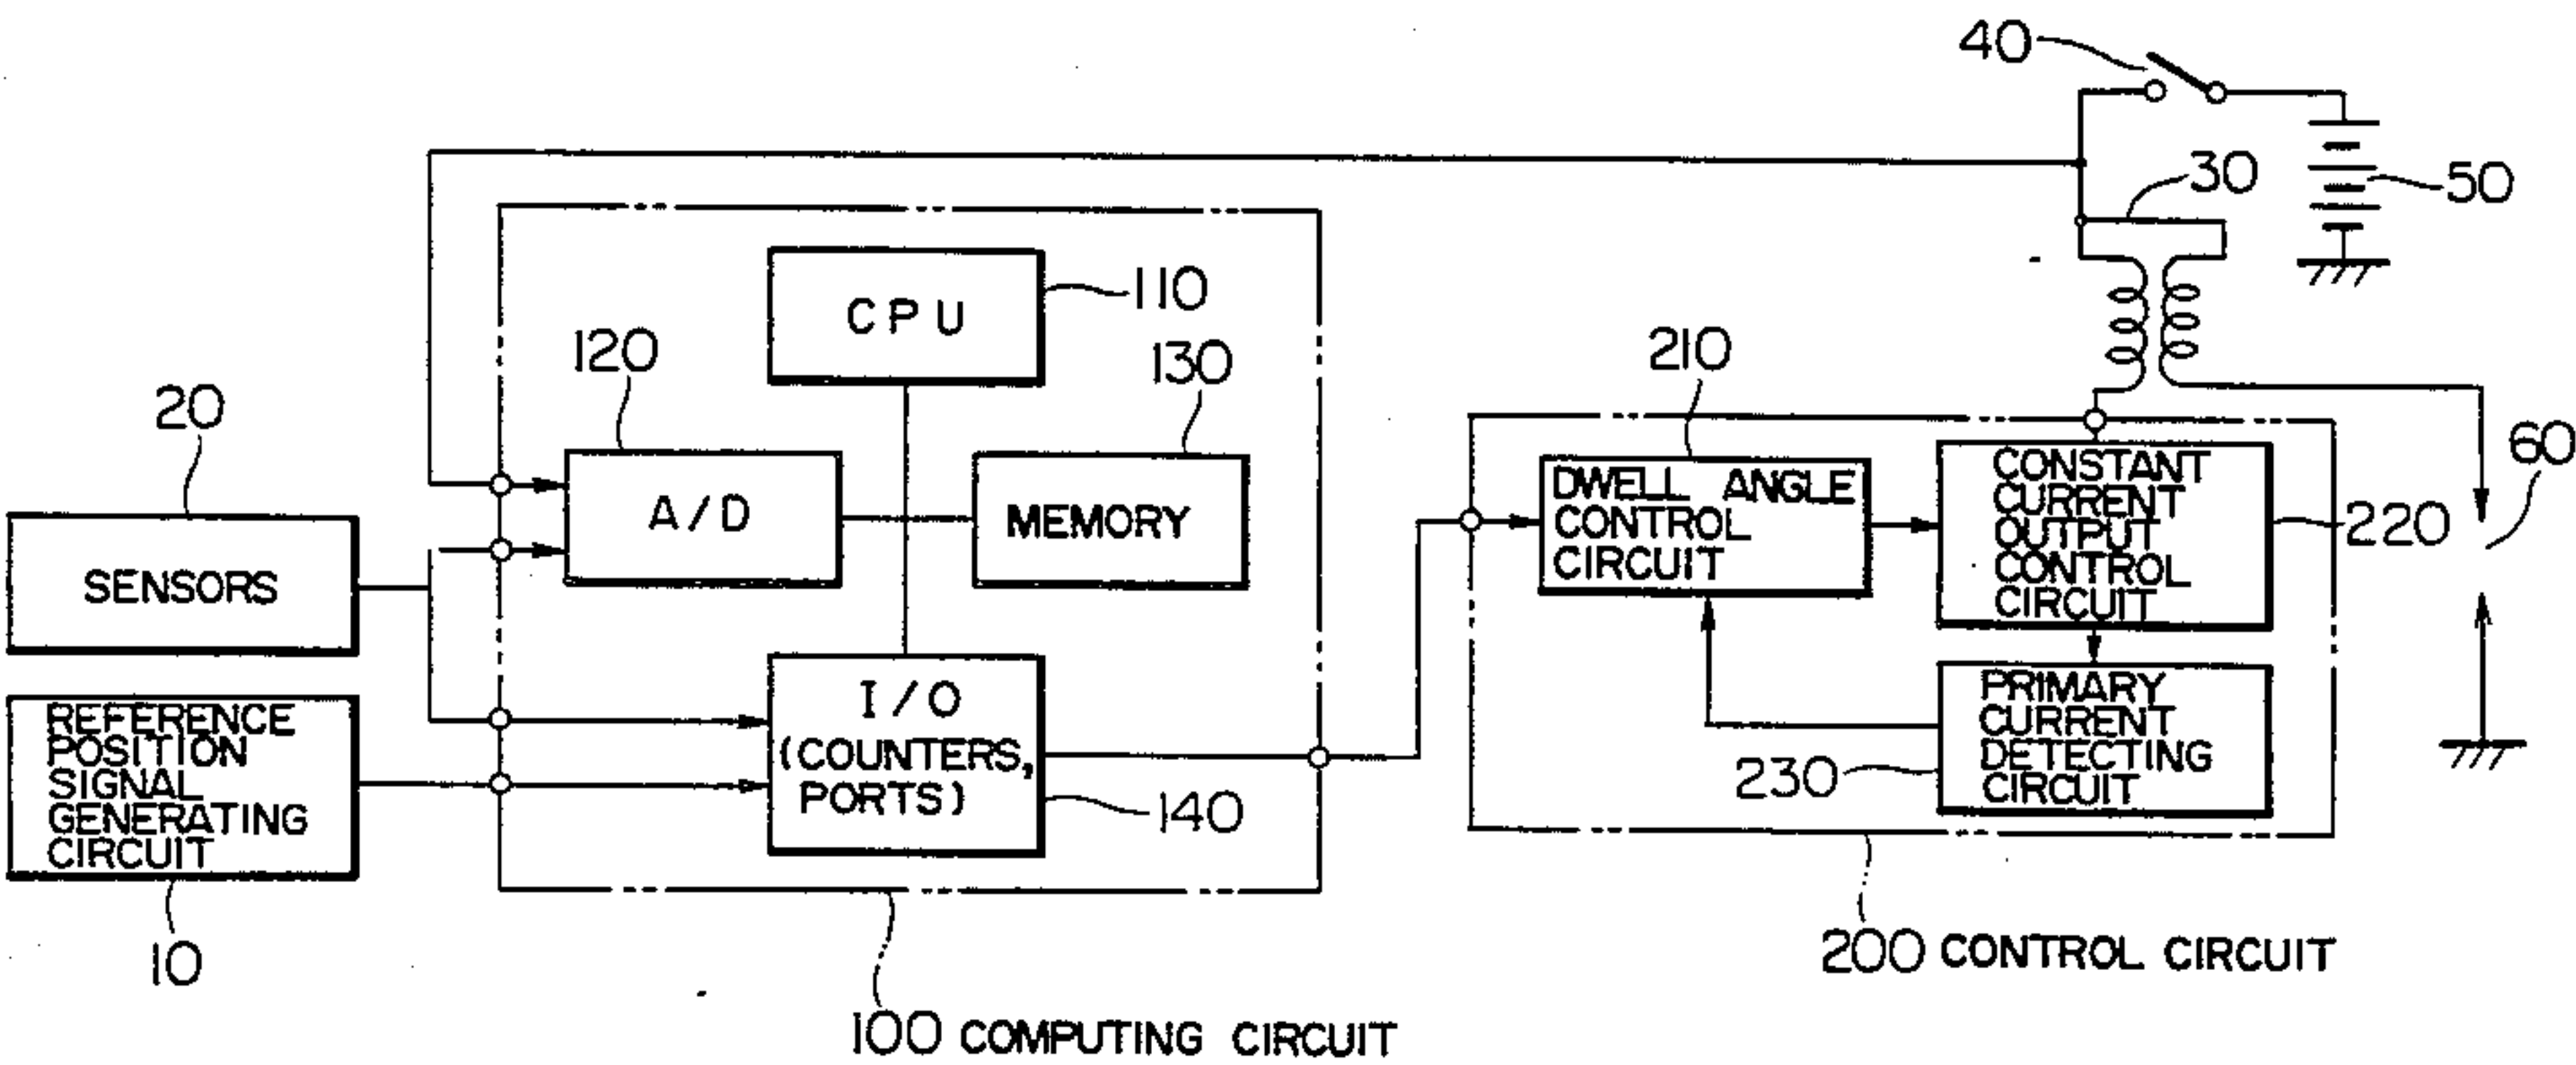 40
30
50
CPU
110
120
130
210
20
60
A/D
MEMORY
DWELL ANGLE
CONTROL
CIRCUIT
CONSTANT
CURRENT
OUTPUT
CONTROL
CIRCUIT
220
SENSORS
REFERENCE
POSITION
SIGNAL
GENERATING
CIRCUIT
I/O
(COUNTERS,
PORTS)
140
PRIMARY
CURRENT
DETECTING
CIRCUIT
230
10
200 CONTROL CIRCUIT
100 COMPUTING CIRCUIT